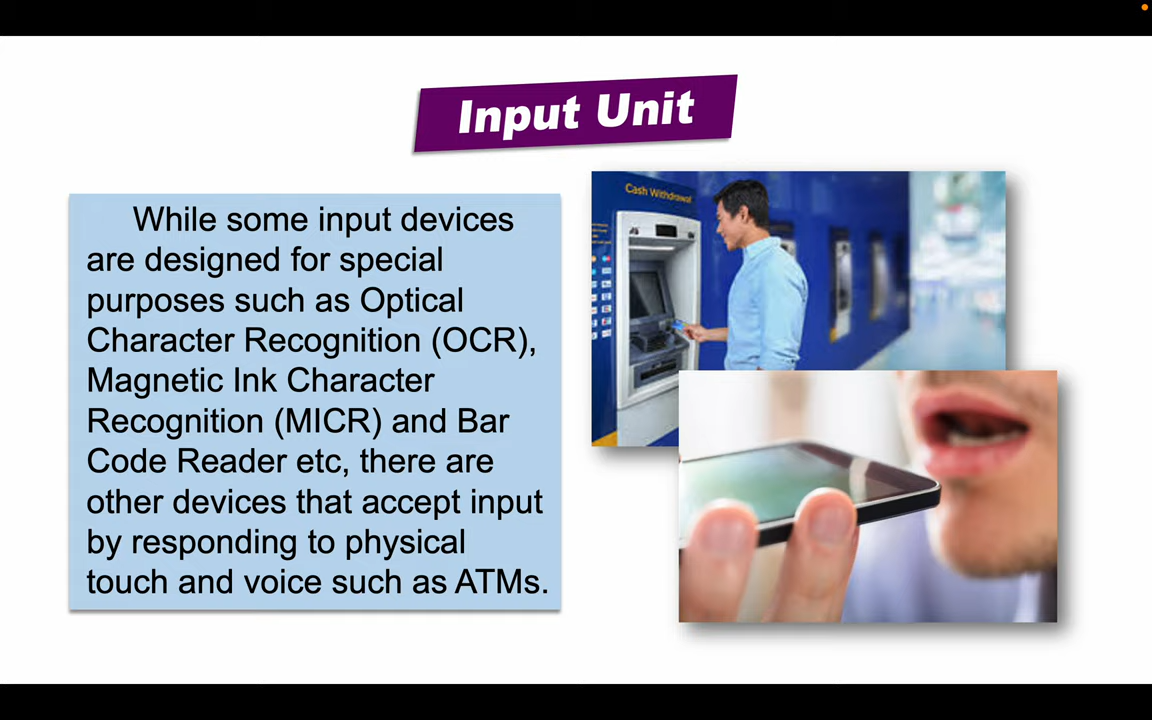 Input Unit
While some input devices
are designed for special
purposes such as Optical
Character Recognition (OCR),
Magnetic Ink Character
Recognition (MICR) and Bar
Code Reader etc, there are
other devices that accept input
by responding to physical
touch and voice such as ATMs.
Cash Withdrawal